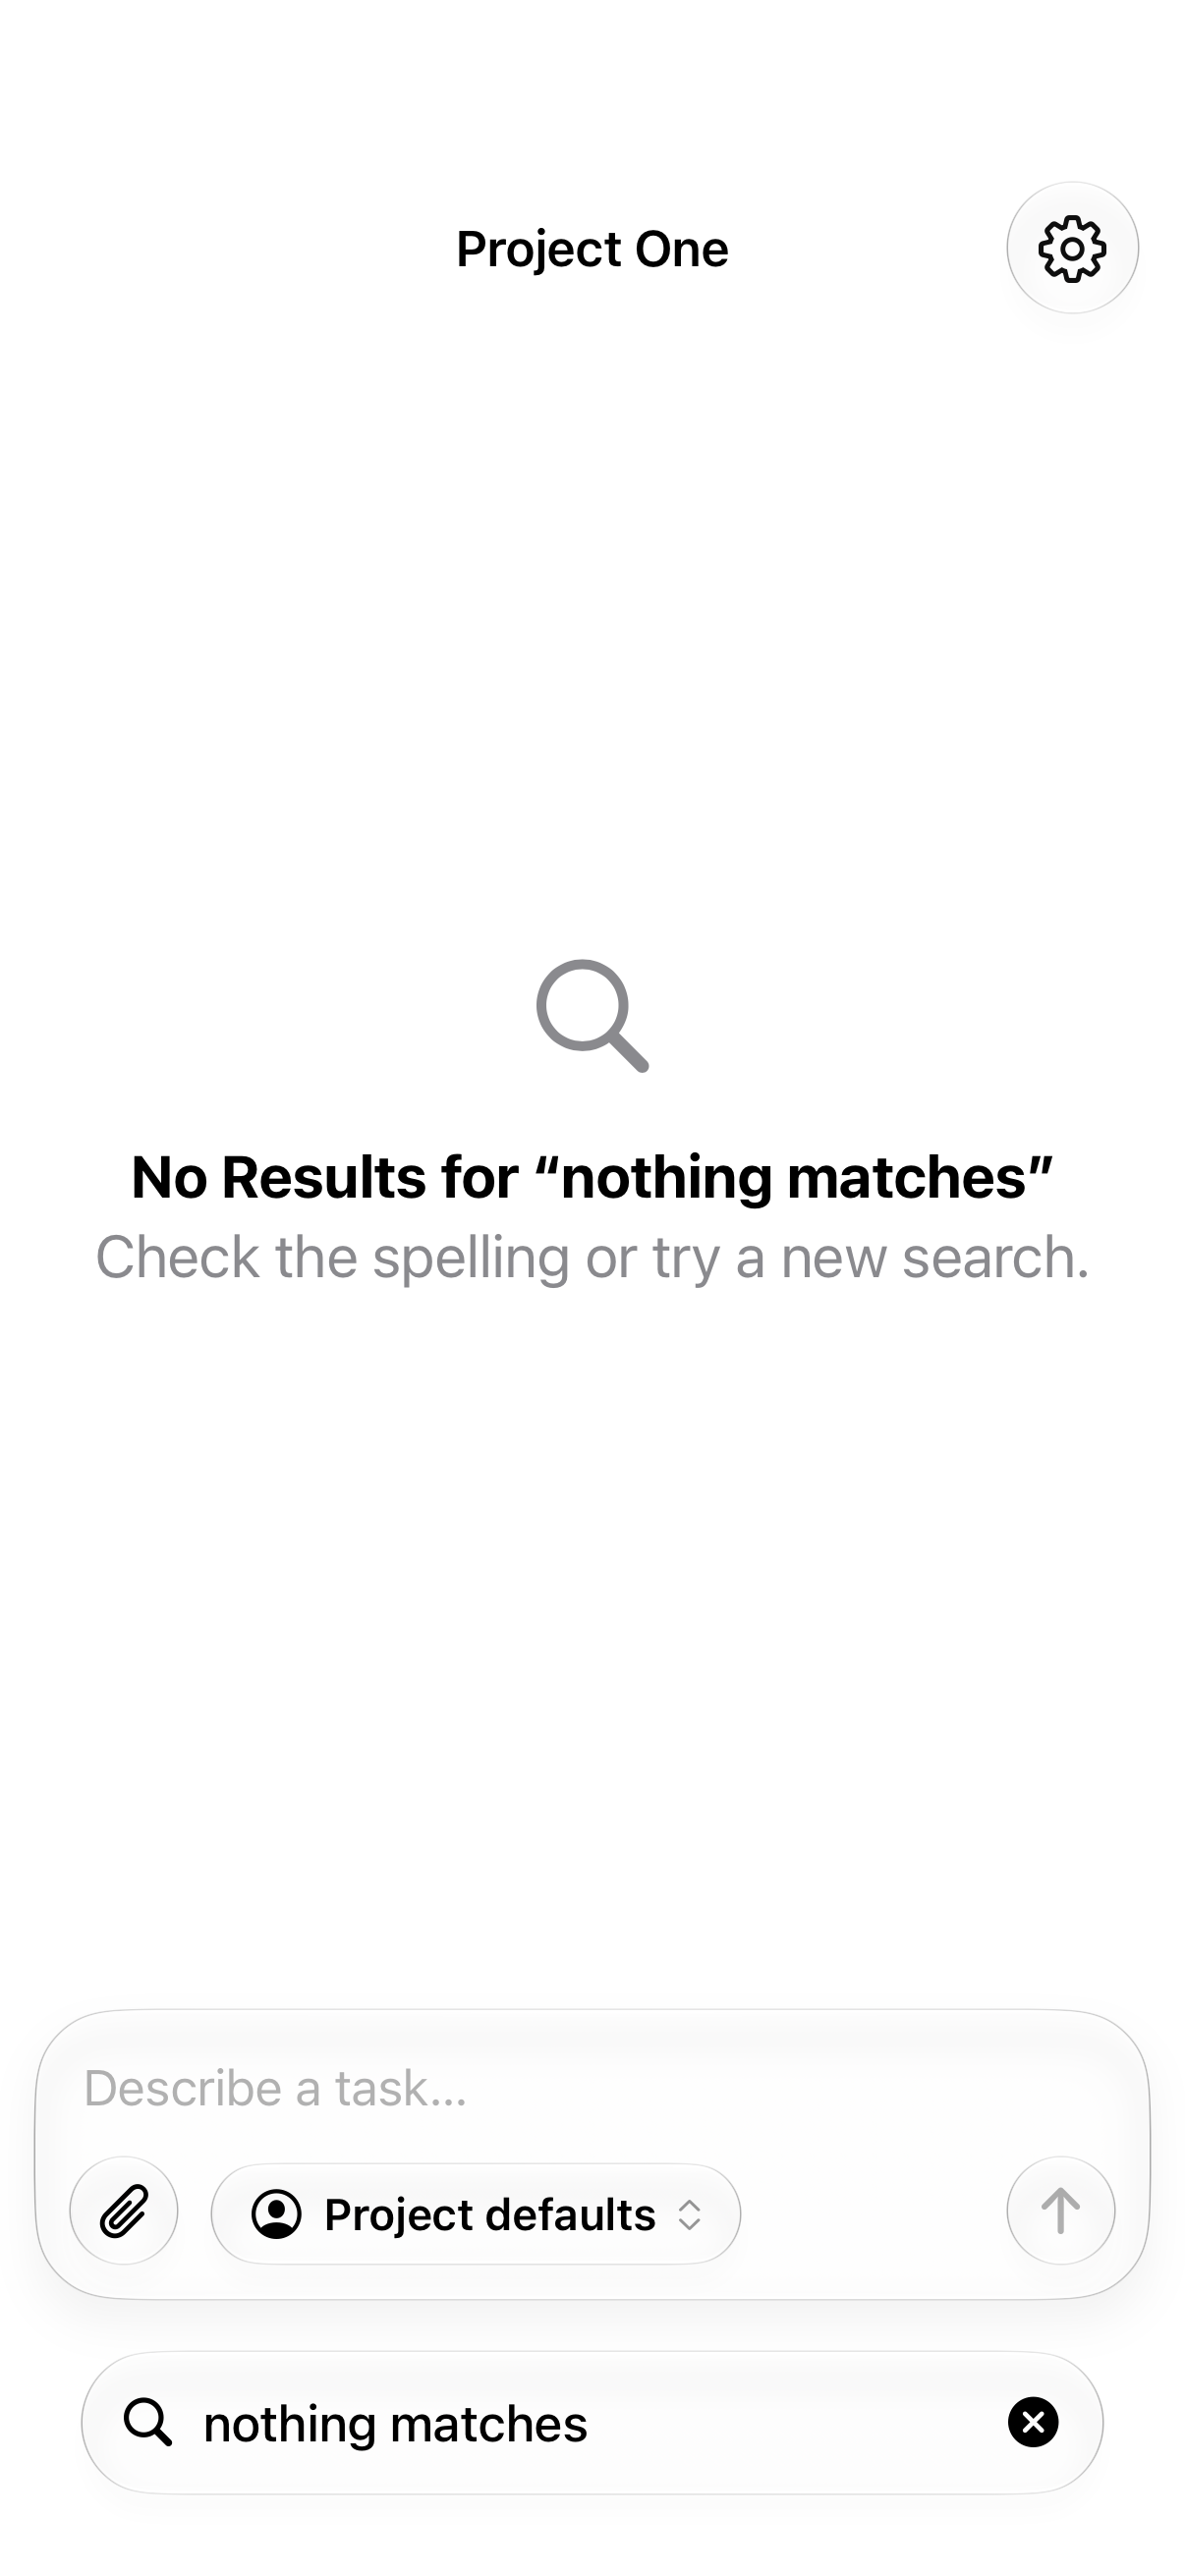 Project One
No Results for “nothing matches”
Check the spelling or try a new search.
Describe a task...
Project defaults
nothing matches